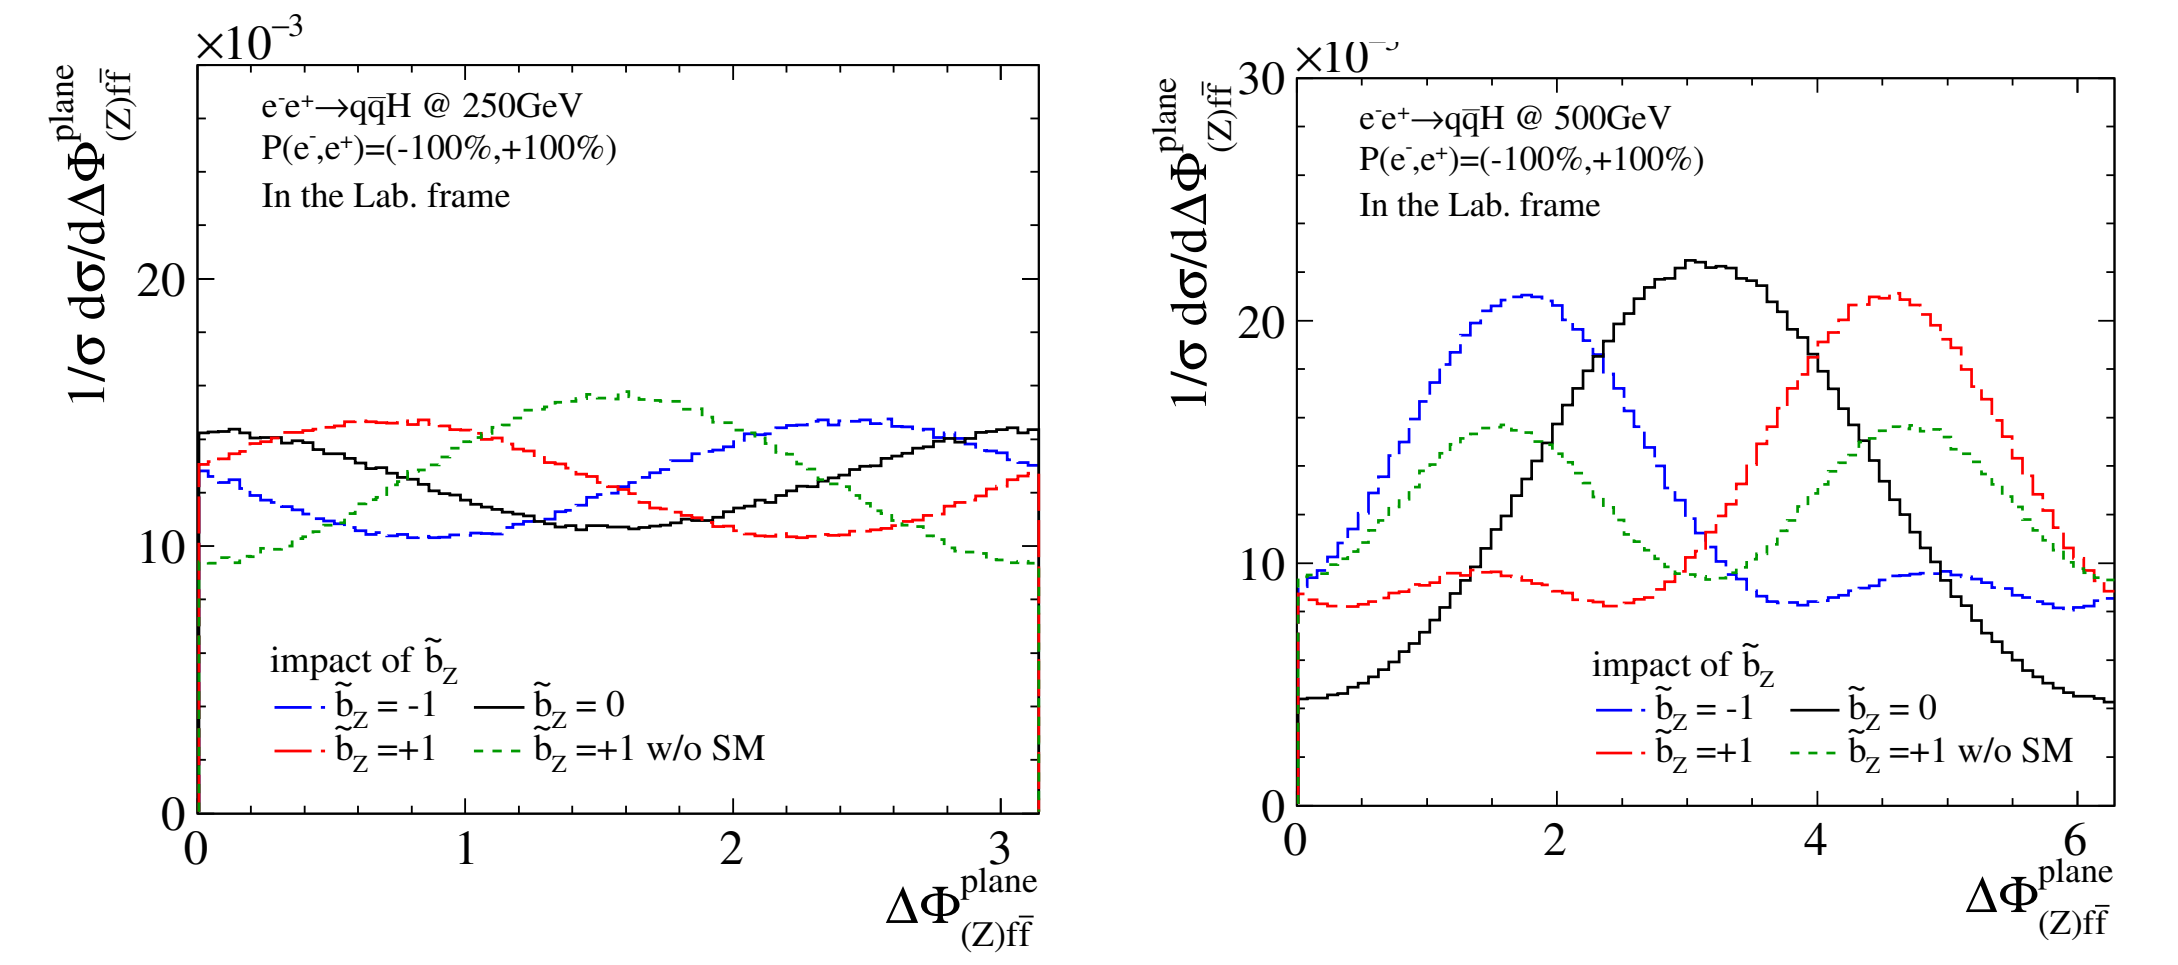 ×10⁻³
1/σ dσ/dΔΦ^plane_(Z)ff̄
e⁻e⁺→qq̄H @ 250GeV
P(e⁻,e⁺)=(-100%,+100%)
In the Lab. frame
20
10
0
impact of b̃_Z
b̃_Z = -1
b̃_Z = 0
b̃_Z =+1
b̃_Z =+1 w/o SM
0 1 2 3
ΔΦ^plane_(Z)ff̄
×10
1/σ dσ/dΔΦ^plane_(Z)ff̄
e⁻e⁺→qq̄H @ 500GeV
P(e⁻,e⁺)=(-100%,+100%)
In the Lab. frame
30
20
10
0
impact of b̃_Z
b̃_Z = -1
b̃_Z = 0
b̃_Z =+1
b̃_Z =+1 w/o SM
0 2 4 6
ΔΦ^plane_(Z)ff̄